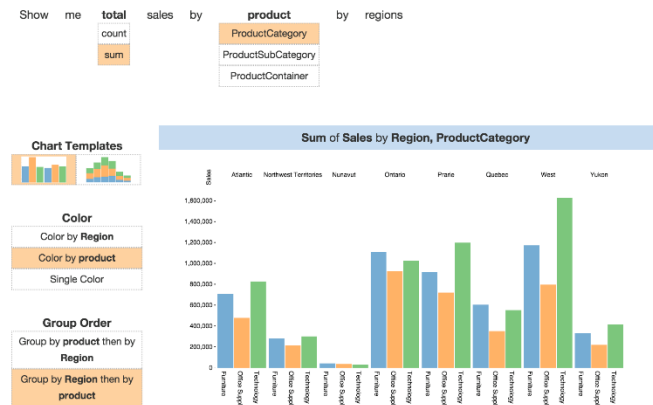 Show me total sales by product by regions
count
sum
ProductCategory
ProductSubCategory
ProductContainer
Chart Templates
Color
Color by Region
Color by product
Single Color
Group Order
Group by product then by
Region
Group by Region then by
product
Sum of Sales by Region, ProductCategory
Sales
Atlantic Northwest Territories Nunavut Ontario Prarie Quebec West Yukon
1,600,000
1,400,000
1,200,000
1,000,000
800,000
600,000
400,000
200,000
0
Furniture Office Suppl Technology Furniture Office Suppl Technology Furniture Office Suppl Technology Furniture Office Suppl Technology Furniture Office Suppl Technology Furniture Office Suppl Technology Furniture Office Suppl Technology Furniture Office Suppl Technology